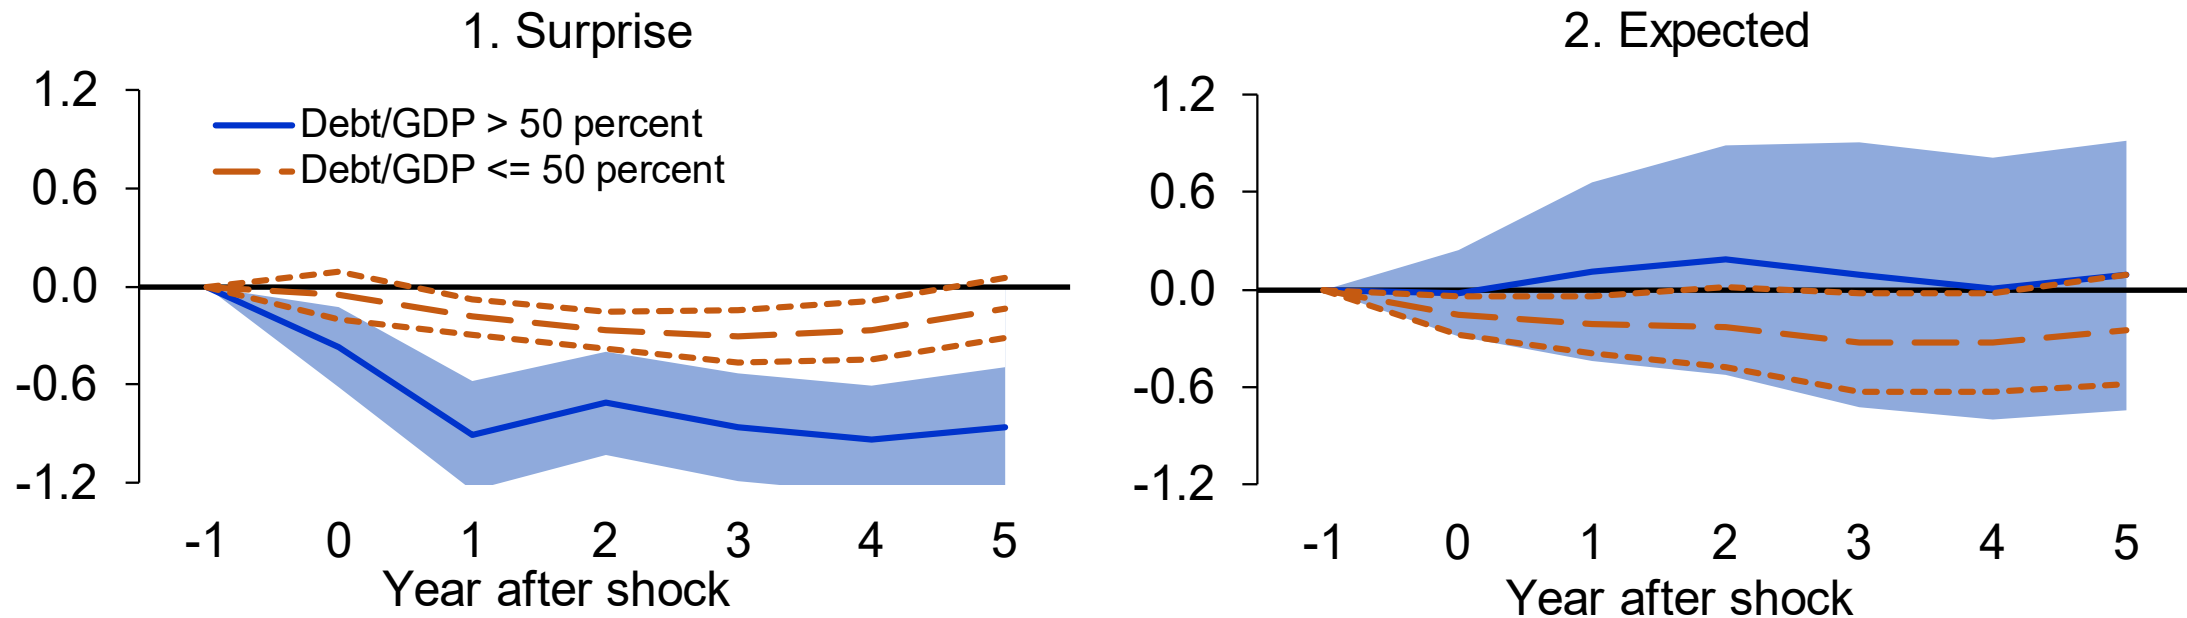 1. Surprise
1.2
0.6
0.0
-0.6
-1.2
Debt/GDP > 50 percent
Debt/GDP <= 50 percent
-1 0 1 2 3 4 5
Year after shock
2. Expected
1.2
0.6
0.0
-0.6
-1.2
-1 0 1 2 3 4 5
Year after shock